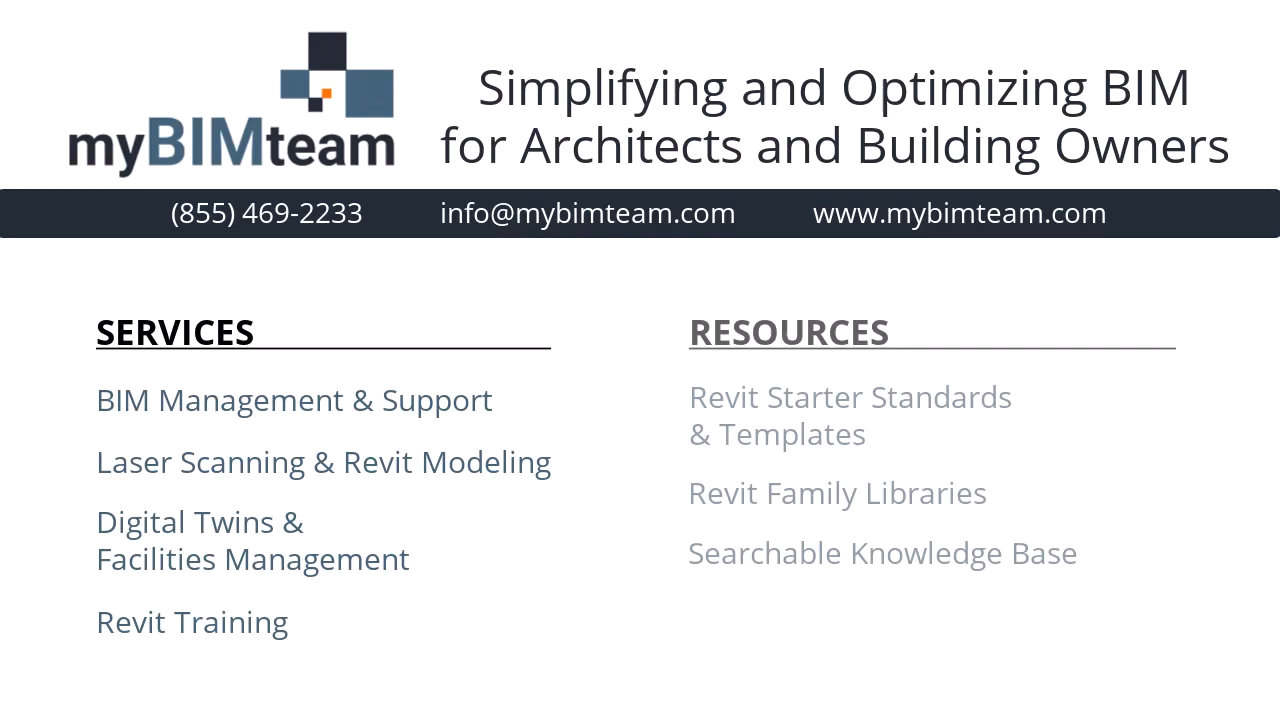 myBIMteam
Simplifying and Optimizing BIM
for Architects and Building Owners
(855) 469-2233 info@mybimteam.com www.mybimteam.com
SERVICES
BIM Management & Support
Laser Scanning & Revit Modeling
Digital Twins &
Facilities Management
Revit Training
RESOURCES
Revit Starter Standards
& Templates
Revit Family Libraries
Searchable Knowledge Base